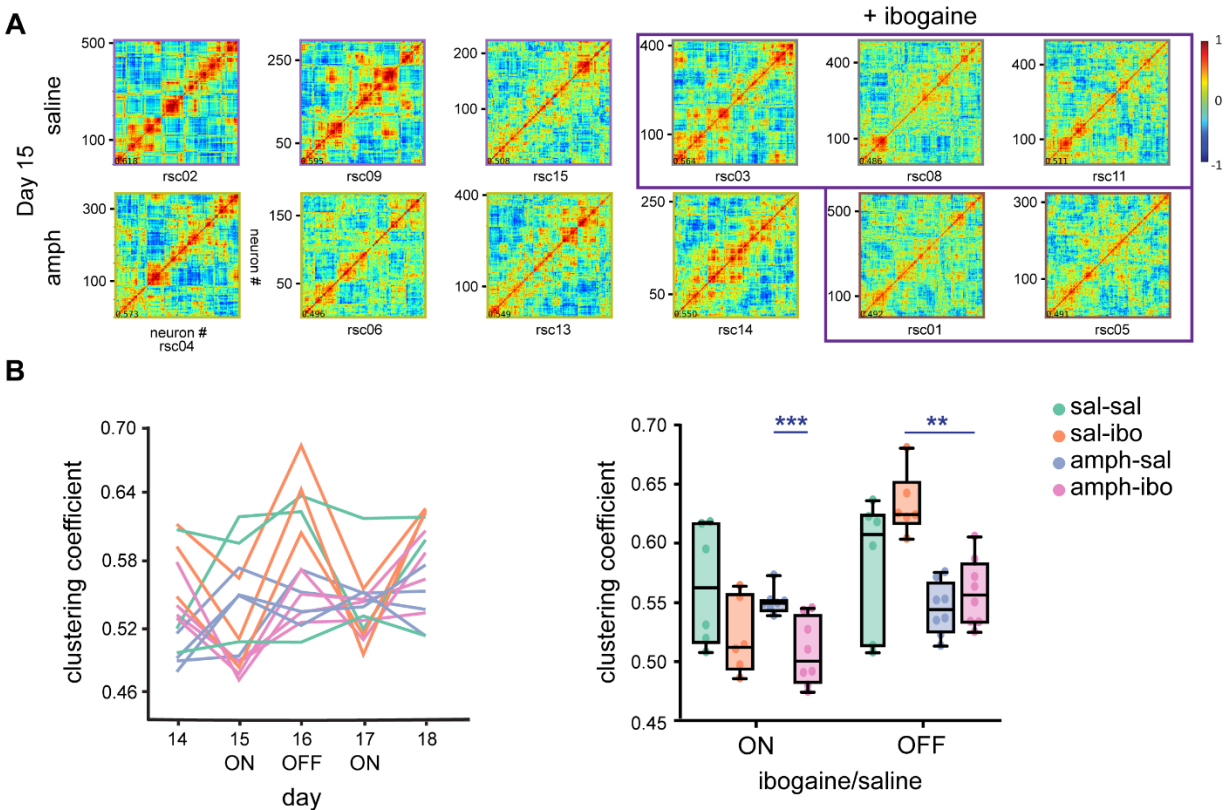 A
+ ibogaine
Day 15
saline
500
100
0.618
rsc02
250
50
0.595
rsc09
200
100
0.508
rsc15
400
100
0.564
rsc03
400
100
0.486
rsc08
400
100
0.511
rsc11
1
0
-1
amph
300
100
0.573
neuron #
rsc04
neuron
#
150
50
0.496
rsc06
400
100
0.549
rsc13
250
50
0.550
rsc14
500
100
0.492
rsc01
300
100
0.491
rsc05
B
clustering coefficient
0.70
0.64
0.58
0.52
0.46
14 15 16 17 18
ON OFF ON
day
clustering coefficient
0.70
0.65
0.60
0.55
0.50
0.45
***
**
ON OFF
ibogaine/saline
sal-sal
sal-ibo
amph-sal
amph-ibo